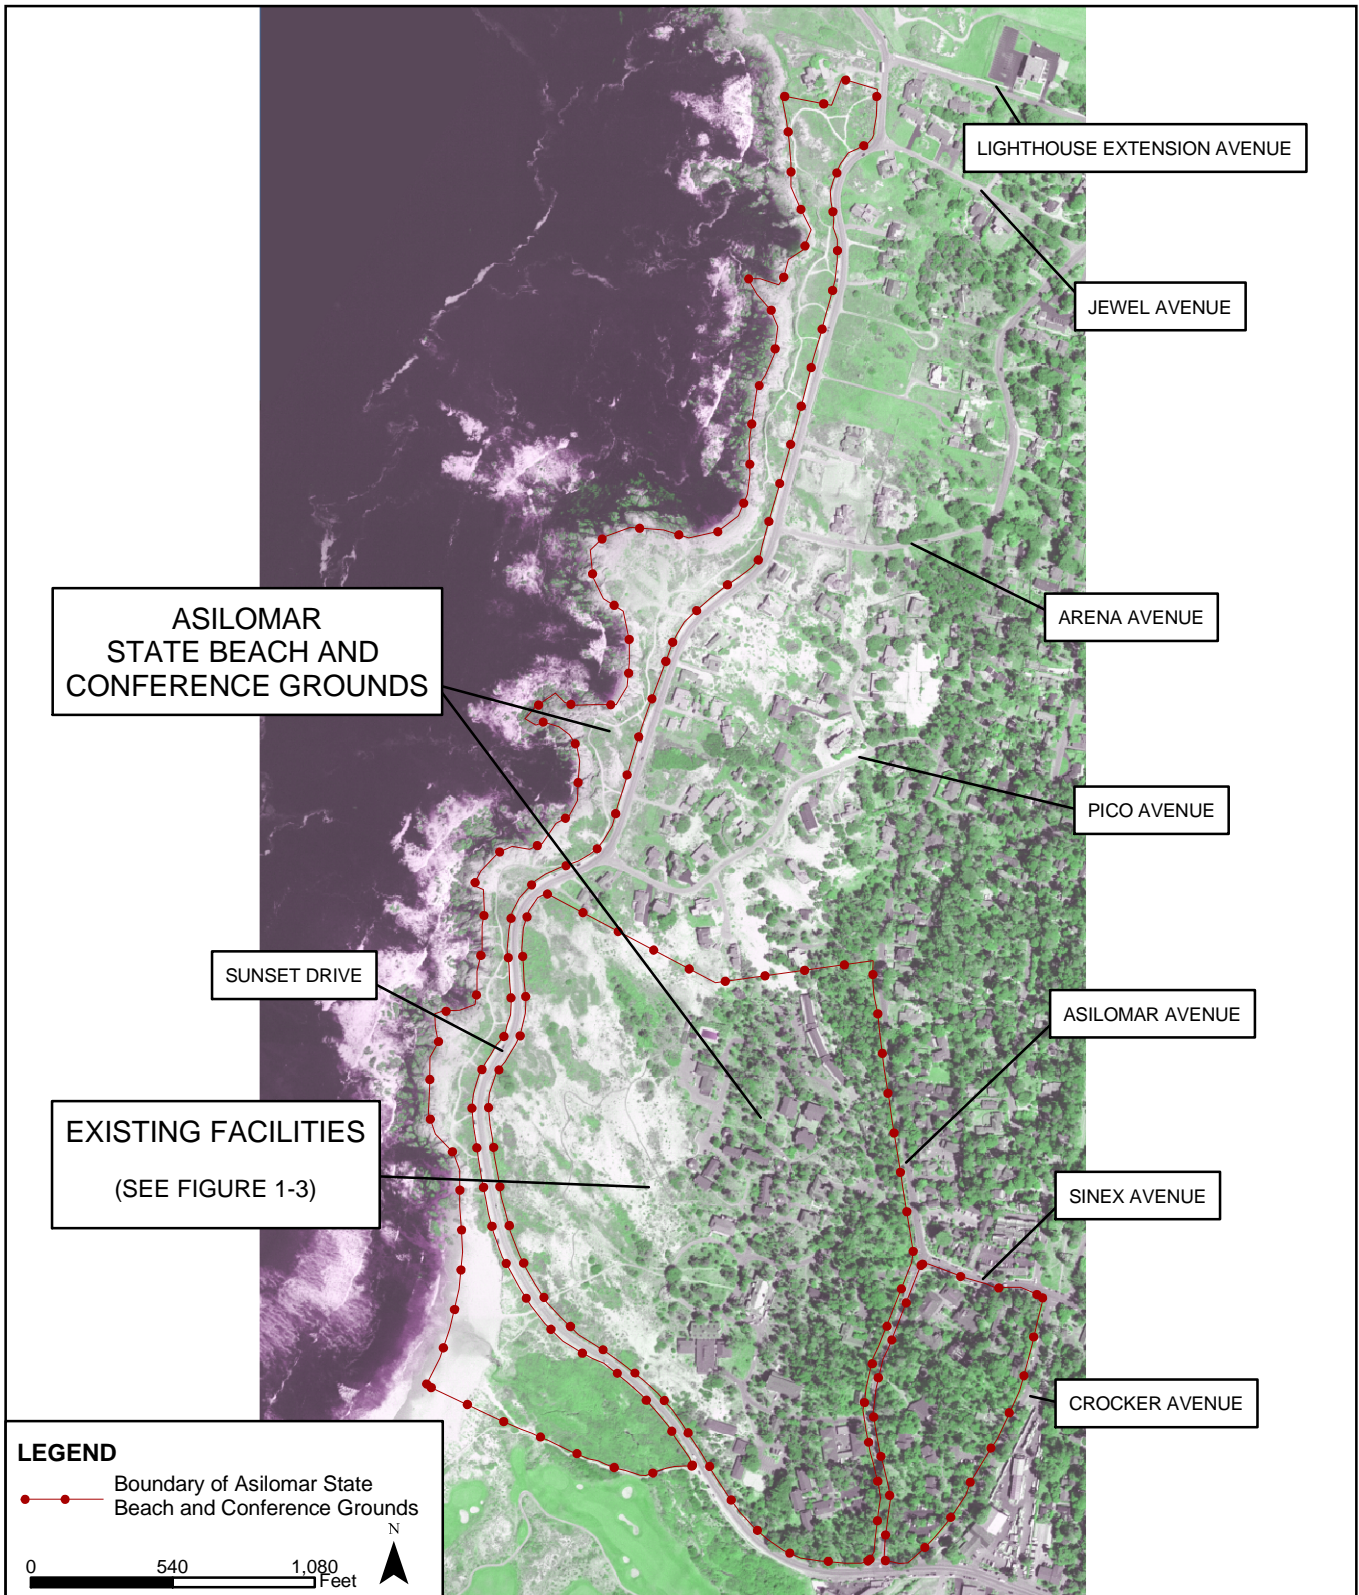 LIGHTHOUSE EXTENSION AVENUE
JEWEL AVENUE
ASILOMAR
STATE BEACH AND
CONFERENCE GROUNDS
ARENA AVENUE
PICO AVENUE
SUNSET DRIVE
ASILOMAR AVENUE
EXISTING FACILITIES
(SEE FIGURE 1-3)
SINEX AVENUE
CROCKER AVENUE
LEGEND
Boundary of Asilomar State
Beach and Conference Grounds
N
0 540 1,080
Feet